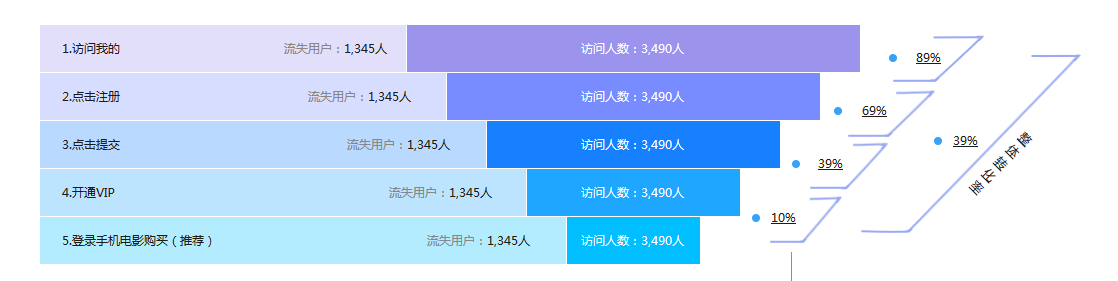 1.访问我的 流失用户：1,345人 访问人数：3,490人
89%
2.点击注册 流失用户：1,345人 访问人数：3,490人
69%
3.点击提交 流失用户：1,345人 访问人数：3,490人
39%
39%
整体转化率
4.开通VIP 流失用户：1,345人 访问人数：3,490人
10%
5.登录手机电影购买（推荐） 流失用户：1,345人 访问人数：3,490人